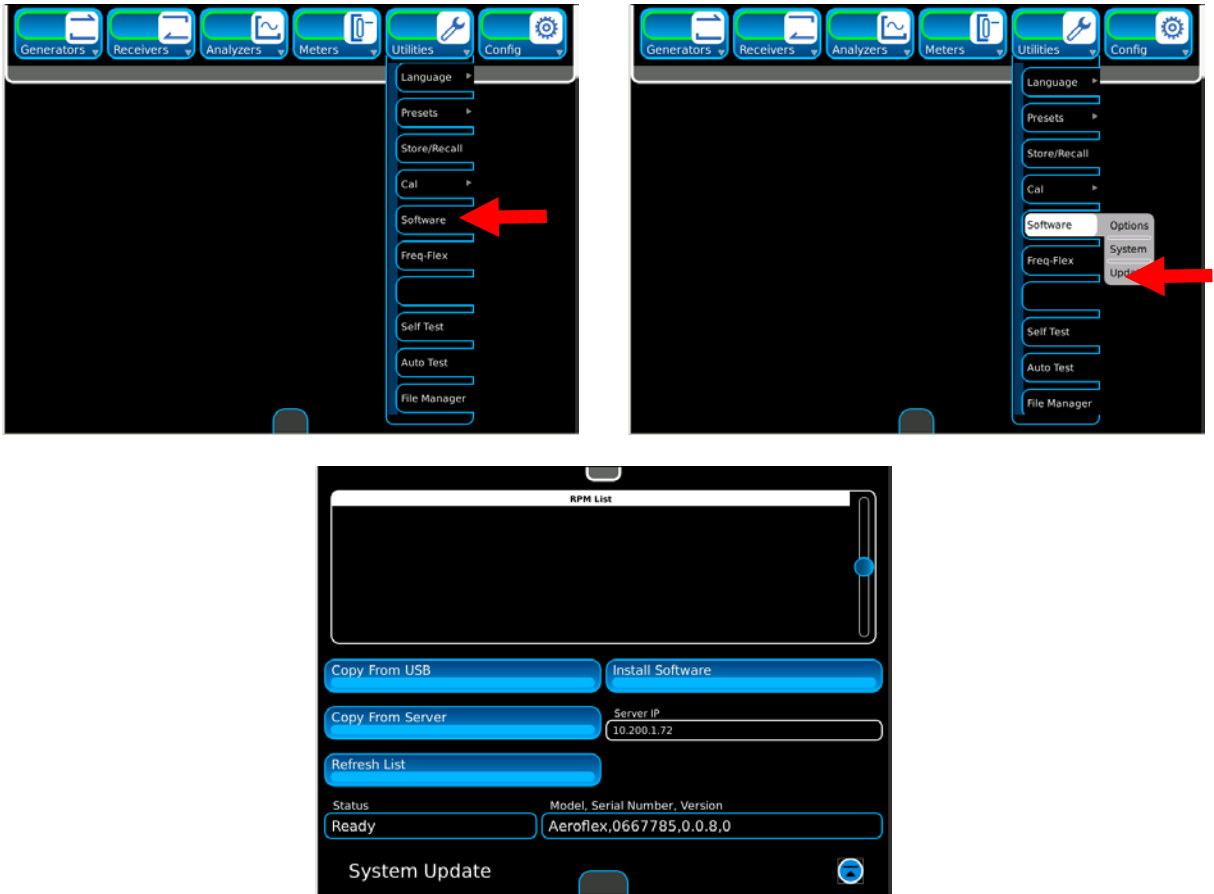 Generators
Receivers
Analyzers
Meters
Utilities
Config
Language
Presets
Store/Recall
Cal
Software
Freq-Flex
Self Test
Auto Test
File Manager
Generators
Receivers
Analyzers
Meters
Utilities
Config
Language
Presets
Store/Recall
Cal
Software
Options
System
Freq-Flex
Self Test
Auto Test
File Manager
RPM List
Copy From USB
Install Software
Copy From Server
Server IP
10.200.1.72
Refresh List
Status
Model, Serial Number, Version
Ready
Aeroflex,0667785,0.0.8,0
System Update